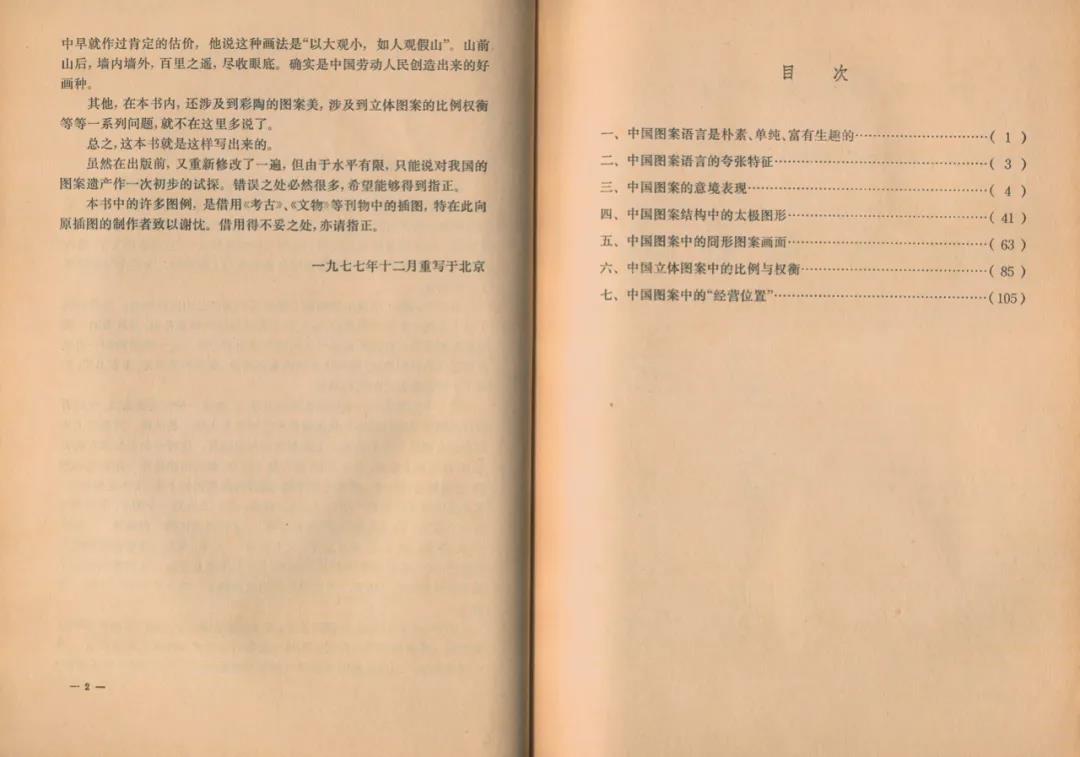 中早就作过肯定的估价，他说这种画法是“以大观小，如人观假山”。山前
山后，墙内墙外，百里之遥，尽收眼底。确实是中国劳动人民创造出来的好
画种。
其他，在本书内，还涉及到彩陶的图案美，涉及到立体图案的比例权衡
等等一系列问题，就不在这里多说了。
总之，这本书就是这样写出来的。
虽然在出版前，又重新修改了一遍，但由于水平有限，只能说对我国的
图案遗产作一次初步的试探。错误之处必然很多，希望能够得到指正。
本书中的许多图例，是借用《考古》、《文物》等刊物中的插图，特在此向
原插图的制作者致以谢忱。借用得不妥之处，亦请指正。
一九七七年十二月重写于北京
— 2 —
目 次
一、中国图案语言是朴素、单纯、富有生趣的……………………( 1 )
二、中国图案语言的夸张特征……………………………………( 3 )
三、中国图案的意境表现…………………………………………( 4 )
四、中国图案结构中的太极图形…………………………………( 41 )
五、中国图案中的冏形图案画面…………………………………( 63 )
六、中国立体图案中的比例与权衡………………………………( 85 )
七、中国图案中的“经营位置”……………………………………( 105 )